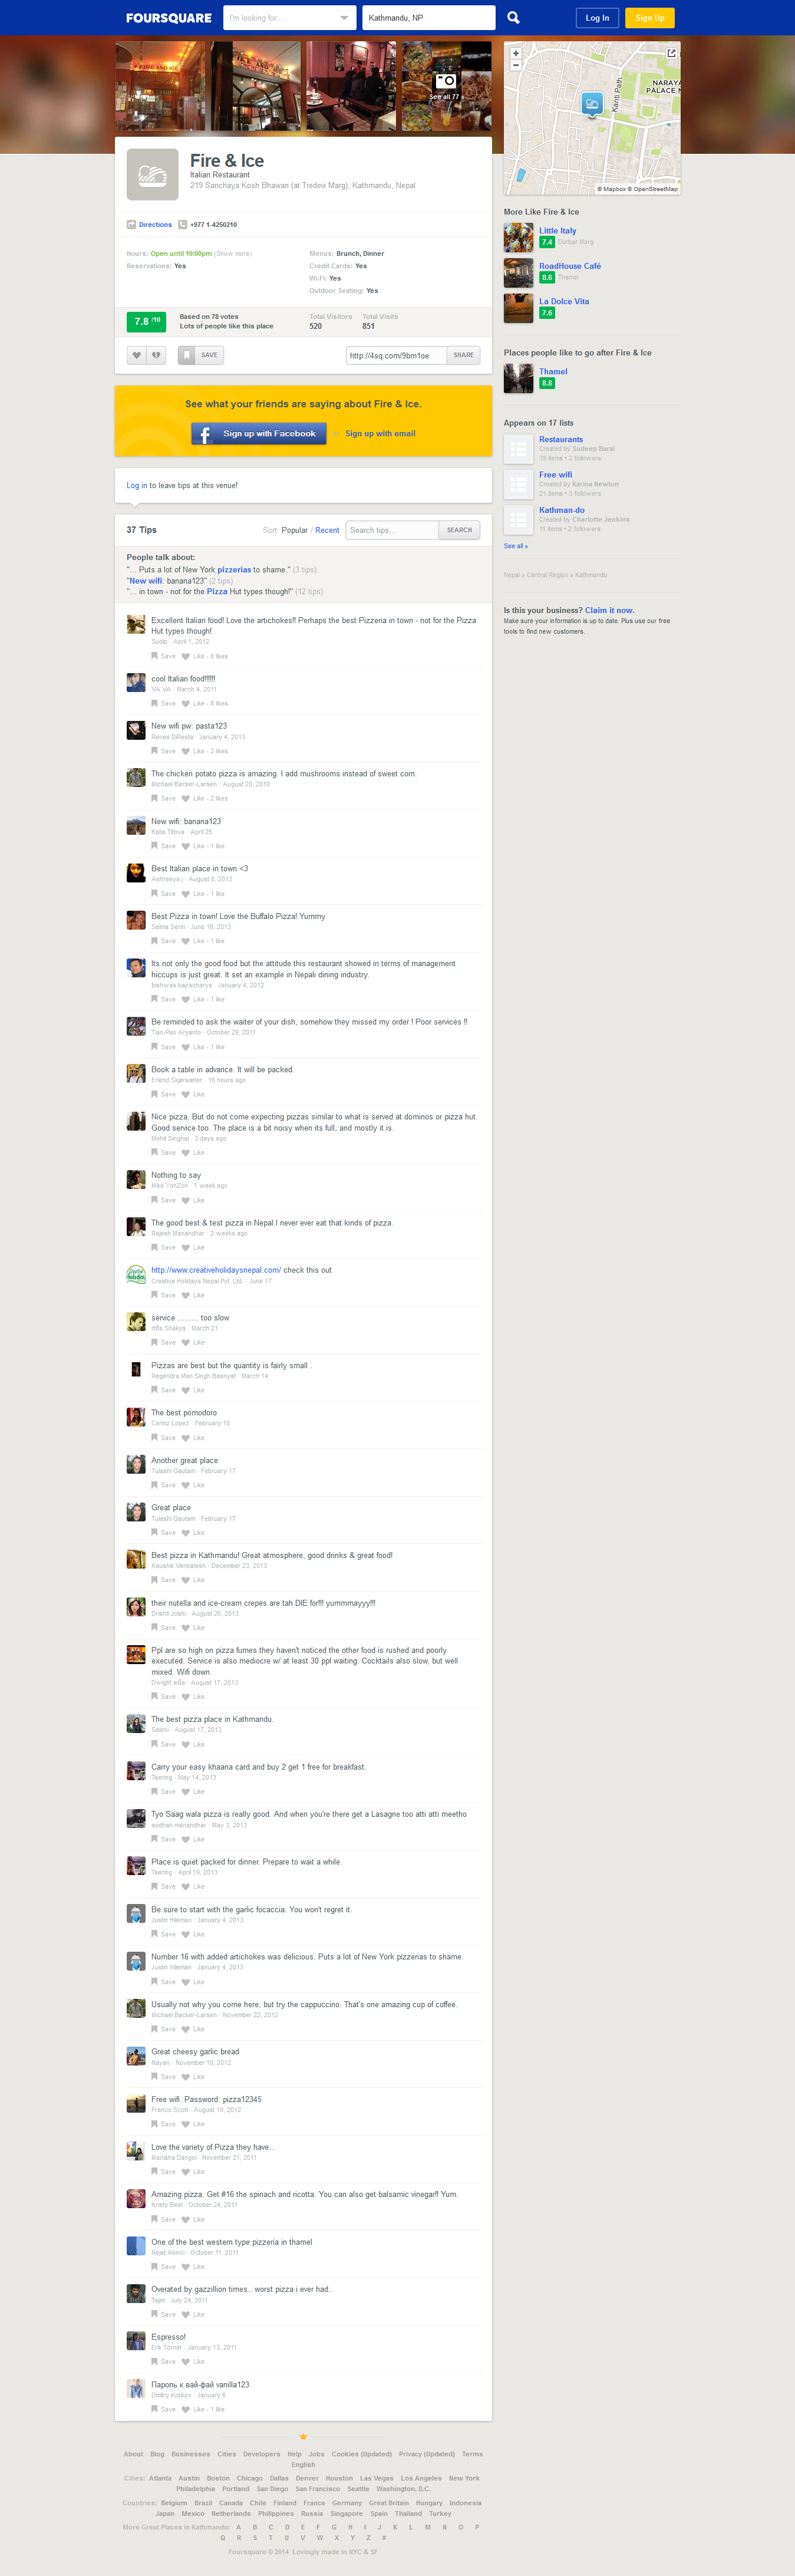 FOURSQUARE
I'm looking for...
Kathmandu, NP
Log In
Sign Up
See all 77
NARAYA
PALACE M
Kanti Path
© Mapbox © OpenStreetMap
Fire & Ice
Italian Restaurant
219 Sanchaya Kosh Bhawan (at Tredevi Marg), Kathmandu, Nepal
Directions
+977 1-4250210
Hours: Open until 10:00pm (Show more)
Reservations: Yes
Menus: Brunch, Dinner
Credit Cards: Yes
Wi-Fi: Yes
Outdoor Seating: Yes
7.8 /10
Based on 78 votes
Lots of people like this place
Total Visitors
520
Total Visits
851
SAVE
http://4sq.com/9bm1oe
SHARE
See what your friends are saying about Fire & Ice.
Sign up with Facebook
Sign up with email
Log in to leave tips at this venue!
37 Tips
Sort: Popular / Recent
Search tips...
SEARCH
People talk about:
"... Puts a lot of New York pizzerias to shame." (3 tips)
"New wifi: banana123" (2 tips)
"... in town - not for the Pizza Hut types though!" (12 tips)
Excellent Italian food! Love the artichokes!! Perhaps the best Pizzeria in town - not for the Pizza
Hut types though!
Sudip · April 1, 2012
Save Like - 8 likes
cool Italian food!!!!!!!
VA VA · March 4, 2011
Save Like - 8 likes
New wifi pw: pasta123
Renee DiResta · January 4, 2013
Save Like - 2 likes
The chicken potato pizza is amazing. I add mushrooms instead of sweet corn.
Michael Bøcker-Larsen · August 20, 2010
Save Like - 2 likes
New wifi: banana123
Katia Titova · April 25
Save Like - 1 like
Best Italian place in town <3
Aahreeya j · August 8, 2013
Save Like - 1 like
Best Pizza in town! Love the Buffalo Pizza! Yummy
Selma Serin · June 16, 2013
Save Like - 1 like
Its not only the good food but the attitude this restaurant showed in terms of management
hiccups is just great. It set an example in Nepali dining industry.
bishwas bajracharya · January 4, 2012
Save Like - 1 like
Be reminded to ask the waiter of your dish, somehow they missed my order ! Poor services !!
Tian-Pao Aryanto · October 29, 2011
Save Like - 1 like
Book a table in advance. It will be packed.
Erlend Skjørsæter · 16 hours ago
Save Like
Nice pizza. But do not come expecting pizzas similar to what is served at dominos or pizza hut.
Good service too. The place is a bit noisy when its full, and mostly it is.
Mohit Singhal · 3 days ago
Save Like
Nothing to say
Mike YonZon · 1 week ago
Save Like
The good best & test pizza in Nepal.I never ever eat that kinds of pizza.
Rajesh Manandhar · 2 weeks ago
Save Like
http://www.creativeholidaysnepal.com/ check this out
Creative Holidays Nepal Pvt. Ltd. · June 17
Save Like
service .......... too slow
Shakya · March 21
Save Like
Pizzas are best but the quantity is fairly small .
Regendra Man Singh Basnyat · March 14
Save Like
The best pomodoro
Carmz Lopez · February 18
Save Like
Another great place
Tulashi Gautam · February 17
Save Like
Great place
Tulashi Gautam · February 17
Save Like
Best pizza in Kathmandu! Great atmosphere, good drinks & great food!
Kaushik Venkatesh · December 23, 2013
Save Like
their nutella and ice-cream crepes are tah DIE for!!! yummmayyy!!!
Drishti Joshi · August 26, 2013
Save Like
Ppl are so high on pizza fumes they haven't noticed the other food is rushed and poorly
executed. Service is also mediocre w/ at least 30 ppl waiting. Cocktails also slow, but well
mixed. Wifi down.
Dwight · August 17, 2013
Save Like
The best pizza place in Kathmandu.
Saloni · August 17, 2013
Save Like
Carry your easy khaana card and buy 2 get 1 free for breakfast.
Tsering · May 14, 2013
Save Like
Tyo Saag wala pizza is really good. And when you're there get a Lasagne too atti atti meetho
sodhan manandhar · May 3, 2013
Save Like
Place is quiet packed for dinner. Prepare to wait a while.
Tsering · April 19, 2013
Save Like
Be sure to start with the garlic focaccia. You won't regret it.
Justin Hileman · January 4, 2013
Save Like
Number 16 with added artichokes was delicious. Puts a lot of New York pizzerias to shame.
Justin Hileman · January 4, 2013
Save Like
Usually not why you come here, but try the cappuccino. That's one amazing cup of coffee.
Michael Bøcker-Larsen · November 22, 2012
Save Like
Great cheesy garlic bread
Nayan · November 10, 2012
Save Like
Free wifi. Password: pizza12345
Franco Scott · August 19, 2012
Save Like
Love the variety of Pizza they have...
Manisha Dangol · November 21, 2011
Save Like
Amazing pizza. Get #16 the spinach and ricotta. You can also get balsamic vinegar!! Yum.
Kristy Best · October 24, 2011
Save Like
One of the best western type pizzeria in thamel
Nejat Akıncı · October 11, 2011
Save Like
Overated by gazzillion times... worst pizza i ever had...
Tajim · July 24, 2011
Save Like
Espresso!
Erik Törner · January 13, 2011
Save Like
Пароль к вай-фай vanilla123
Dmitry Kotikov · January 6
Save Like - 1 like
More Like Fire & Ice
Little Italy
7.4 Durbar Marg
RoadHouse Café
8.6 Thamel
La Dolce Vita
7.6
Places people like to go after Fire & Ice
Thamel
8.8
Appears on 17 lists
Restaurants
Created by Sudeep Baral
19 items • 2 followers
Free wifi
Created by Karina Newton
21 items • 3 followers
Kathman-do
Created by Charlotte Jenkins
11 items • 2 followers
See all »
Nepal » Central Region » Kathmandu
Is this your business? Claim it now.
Make sure your information is up to date. Plus use our free
tools to find new customers.
About Blog Businesses Cities Developers Help Jobs Cookies (Updated) Privacy (Updated) Terms
English
Cities: Atlanta Austin Boston Chicago Dallas Denver Houston Las Vegas Los Angeles New York
Philadelphia Portland San Diego San Francisco Seattle Washington, D.C.
Countries: Belgium Brazil Canada Chile Finland France Germany Great Britain Hungary Indonesia
Japan Mexico Netherlands Philippines Russia Singapore Spain Thailand Turkey
More Great Places in Kathmandu: A B C D E F G H I J K L M N O P
Q R S T U V W X Y Z #
Foursquare © 2014 Lovingly made in NYC & SF